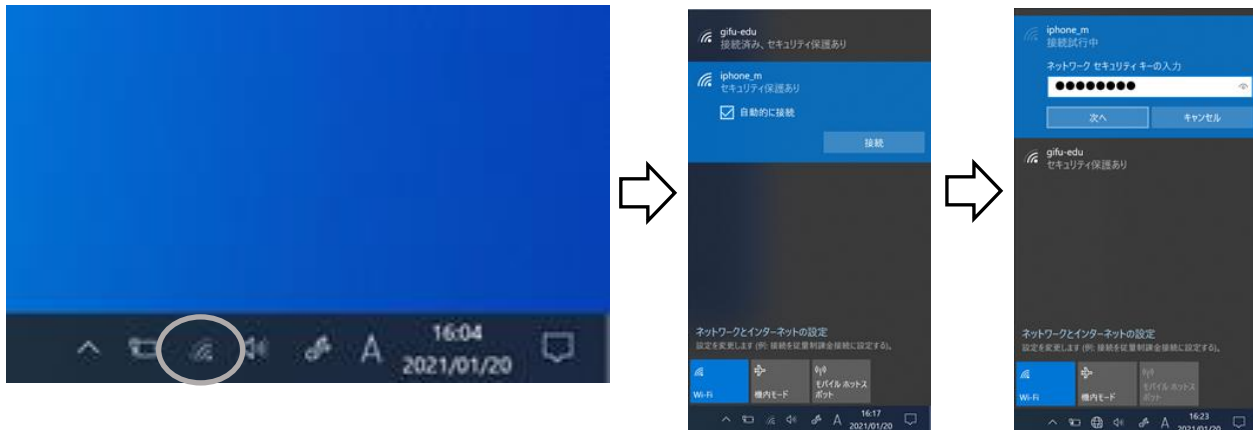 A
16:04
2021/01/20
gifu-edu
接続済み、セキュリティ保護あり
iphone_m
セキュリティ保護あり
自動的に接続
接続
ネットワークとインターネットの設定
設定を変更します (例: 接続を従量制課金接続に設定する)。
Wi-Fi
機内モード
モバイル ホットス
ポット
A
16:17
2021/01/20
iphone_m
接続試行中
ネットワーク セキュリティ キーの入力
次へ
キャンセル
gifu-edu
セキュリティ保護あり
ネットワークとインターネットの設定
設定を変更します (例: 接続を従量制課金接続に設定する)。
Wi-Fi
機内モード
モバイル ホットス
ポット
A
16:23
2021/01/20